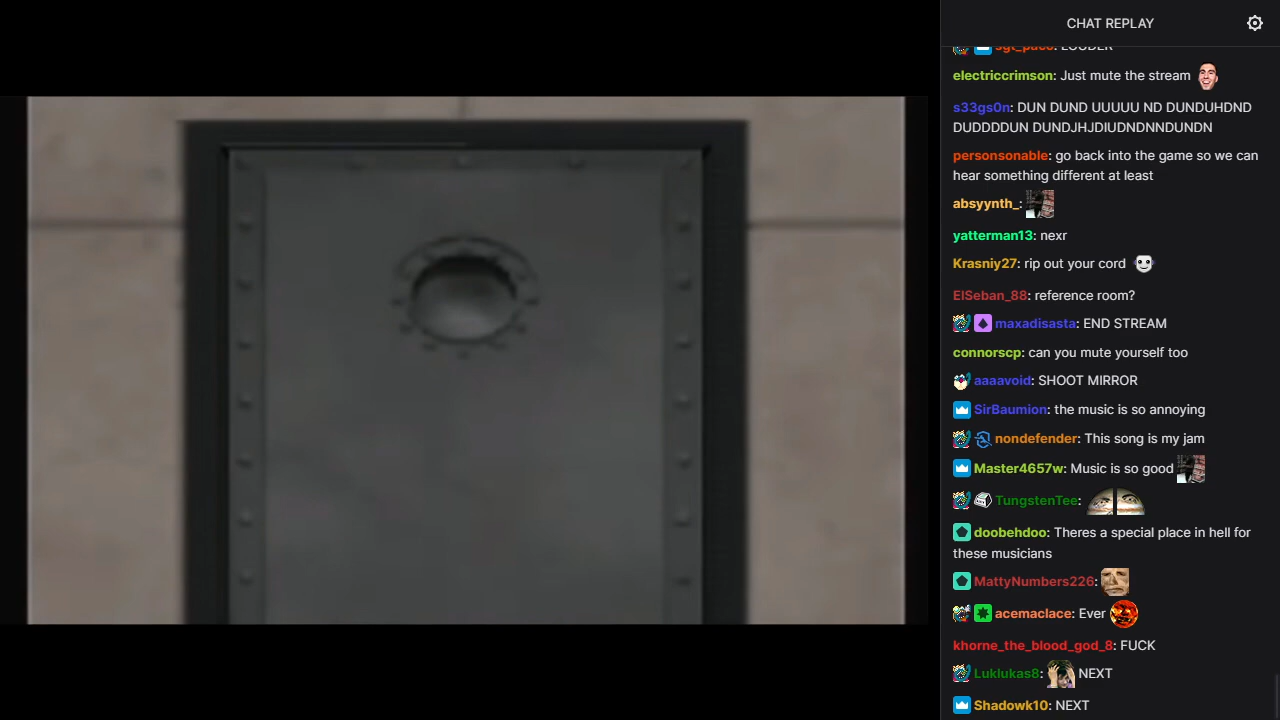 CHAT REPLAY
sgt_paco: LOUDER
electriccrimson: Just mute the stream
s33gs0n: DUN DUND UUUUU ND DUNDUHDND
DUDDDDUN DUNDJHJDIUDNDNNDUNDN
personsonable: go back into the game so we can
hear something different at least
absyynth_:
yatterman13: nexr
Krasniy27: rip out your cord
ElSeban_88: reference room?
maxadisasta: END STREAM
connorscp: can you mute yourself too
aaaavoid: SHOOT MIRROR
SirBaumion: the music is so annoying
nondefender: This song is my jam
Master4657w: Music is so good
TungstenTee:
doobehdoo: Theres a special place in hell for
these musicians
MattyNumbers226:
acemaclace: Ever
khorne_the_blood_god_8: FUCK
Luklukas8: NEXT
Shadowk10: NEXT